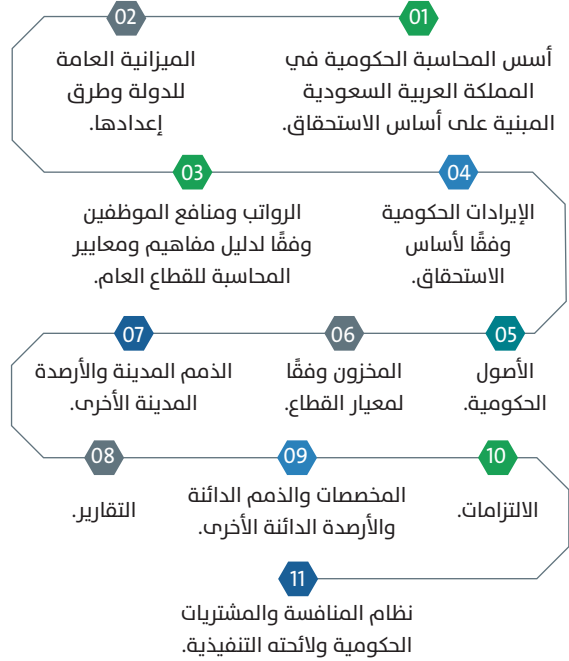 01
أسس المحاسبة الحكومية في
المملكة العربية السعودية
المبنية على أساس الاستحقاق.
02
الميزانية العامة
للدولة وطرق
إعدادها.
03
الرواتب ومنافع الموظفين
وفقًا لدليل مفاهيم ومعايير
المحاسبة للقطاع العام.
04
الإيرادات الحكومية
وفقًا لأساس
الاستحقاق.
05
الأصول
الحكومية.
06
المخزون وفقًا
لمعيار القطاع.
07
الذمم المدينة والأرصدة
المدينة الأخرى.
08
التقارير.
09
المخصصات والذمم الدائنة
والأرصدة الدائنة الأخرى.
10
الالتزامات.
11
نظام المنافسة والمشتريات
الحكومية ولائحته التنفيذية.